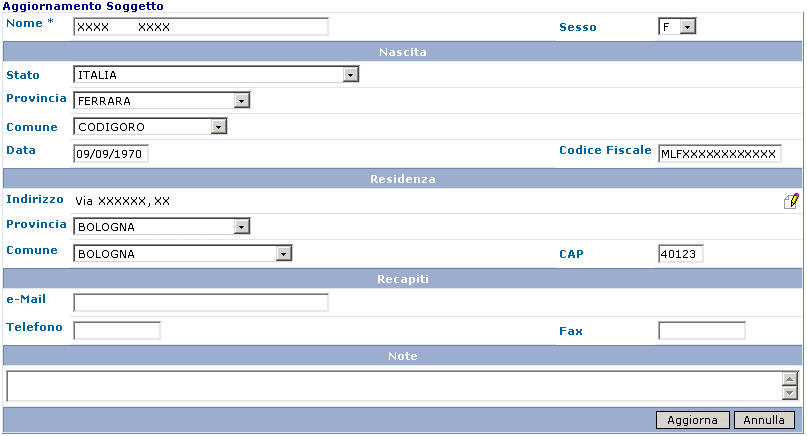 Aggiornamento Soggetto
Nome * XXXX XXXX Sesso F
Nascita
Stato ITALIA
Provincia FERRARA
Comune CODIGORO
Data 09/09/1970 Codice Fiscale MLFXXXXXXXXXXXX
Residenza
Indirizzo Via XXXXXX, XX
Provincia BOLOGNA
Comune BOLOGNA CAP 40123
Recapiti
e-Mail
Telefono Fax
Note
Aggiorna Annulla